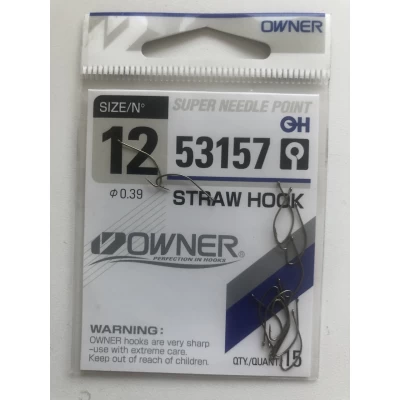 OWNER
SIZE/N°
SUPER NEEDLE POINT
12
53157
φ0.39
STRAW HOOK
OWNER®
PERFECTION IN HOOKS
WARNING:
OWNER hooks are very sharp
-use with extreme care.
Keep out of reach of children.
QTY./QUANT. 15